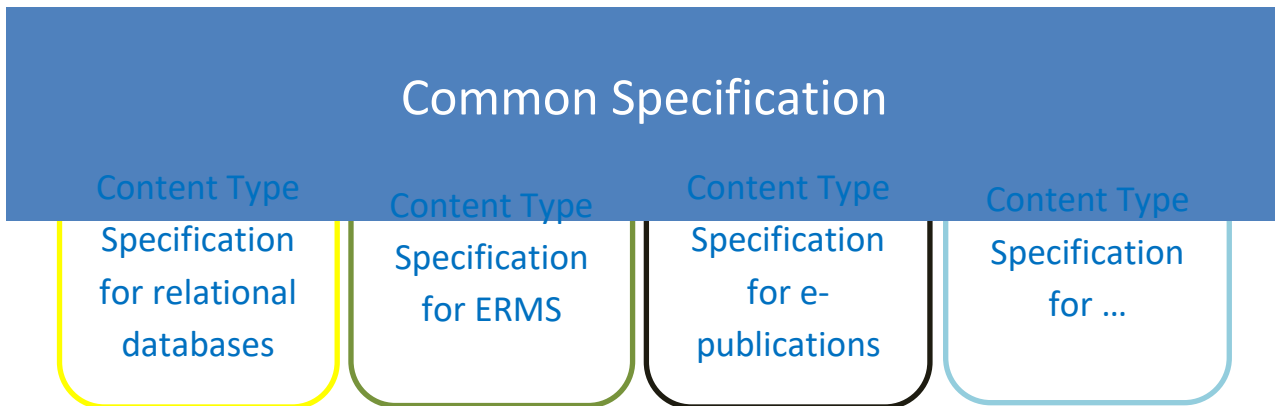 Common Specification
Content Type
Specification
for relational
databases
Content Type
Specification
for ERMS
Content Type
Specification
for e-
publications
Content Type
Specification
for …